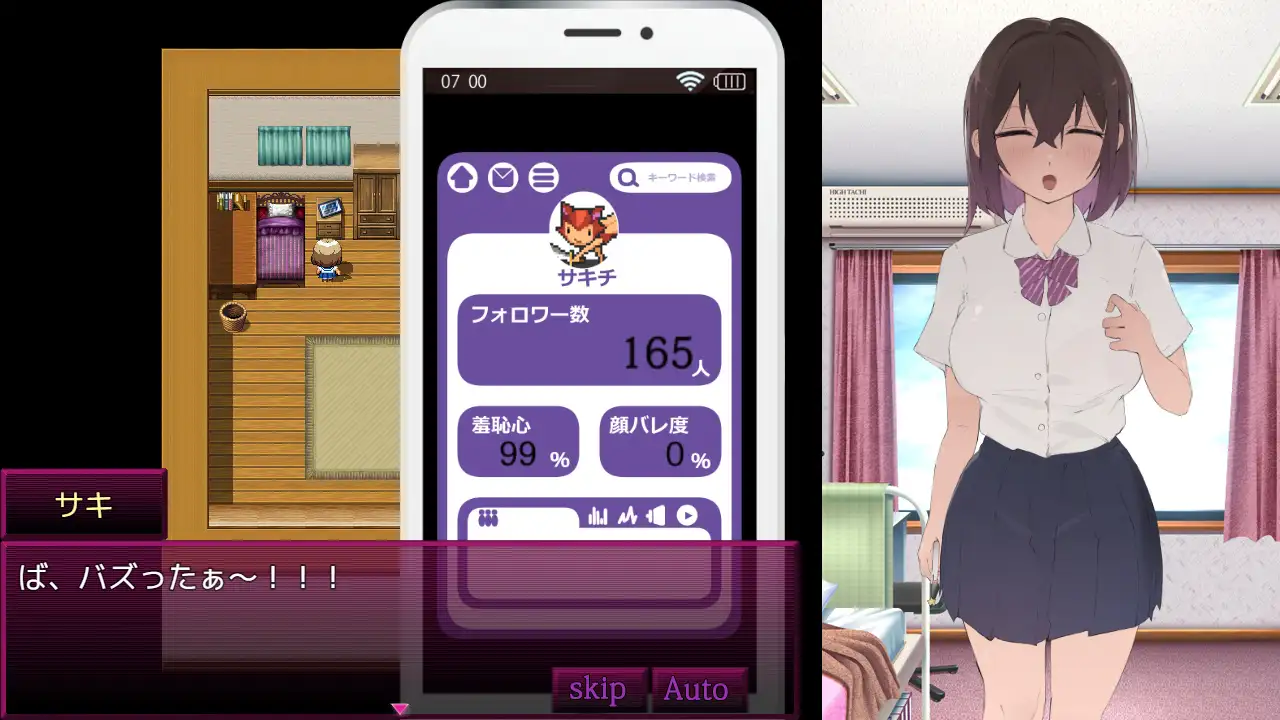 07 00
キーワード検索
サキチ
フォロワー数
165人
羞恥心
99 %
顔バレ度
0 %
サキ
ば、バズったぁ～！！！
skip
Auto
HIGH TACHI